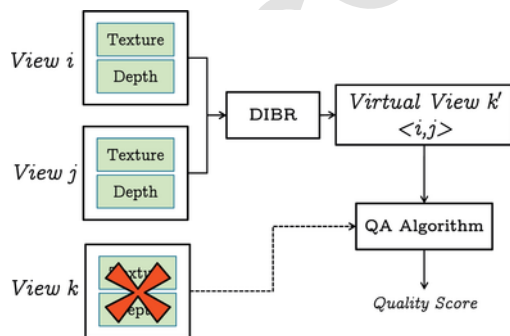 Texture
View i
Depth
DIBR
Virtual View k′
<i,j>
Texture
View j
Depth
QA Algorithm
View k
Quality Score